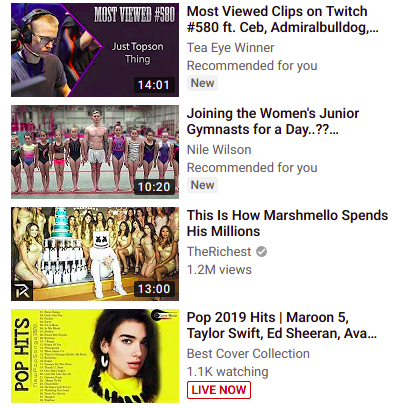 MOST VIEWED #580
Just Topson
Thing
14:01
Most Viewed Clips on Twitch
#580 ft. Ceb, Admiralbulldog,...
Tea Eye Winner
Recommended for you
New
10:20
Joining the Women's Junior
Gymnasts for a Day..??...
Nile Wilson
Recommended for you
New
13:00
This Is How Marshmello Spends
His Millions
TheRichest
1.2M views
POP HITS
Pop 2019 Hits | Maroon 5,
Taylor Swift, Ed Sheeran, Ava...
Best Cover Collection
1.1K watching
LIVE NOW